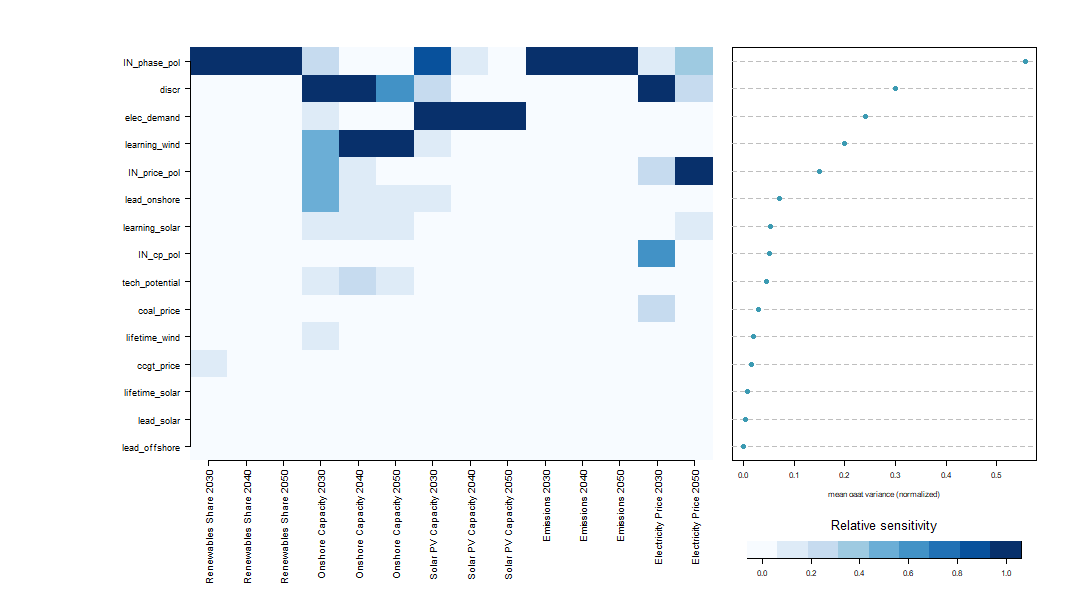 IN_phase_pol
discr
elec_demand
learning_wind
IN_price_pol
lead_onshore
learning_solar
IN_cp_pol
tech_potential
coal_price
lifetime_wind
ccgt_price
lifetime_solar
lead_solar
lead_offshore
Renewables Share 2030
Renewables Share 2040
Renewables Share 2050
Onshore Capacity 2030
Onshore Capacity 2040
Onshore Capacity 2050
Solar PV Capacity 2030
Solar PV Capacity 2040
Solar PV Capacity 2050
Emissions 2030
Emissions 2040
Emissions 2050
Electricity Price 2030
Electricity Price 2050
0.0 0.1 0.2 0.3 0.4 0.5
mean oaat variance (normalized)
Relative sensitivity
0.0 0.2 0.4 0.6 0.8 1.0